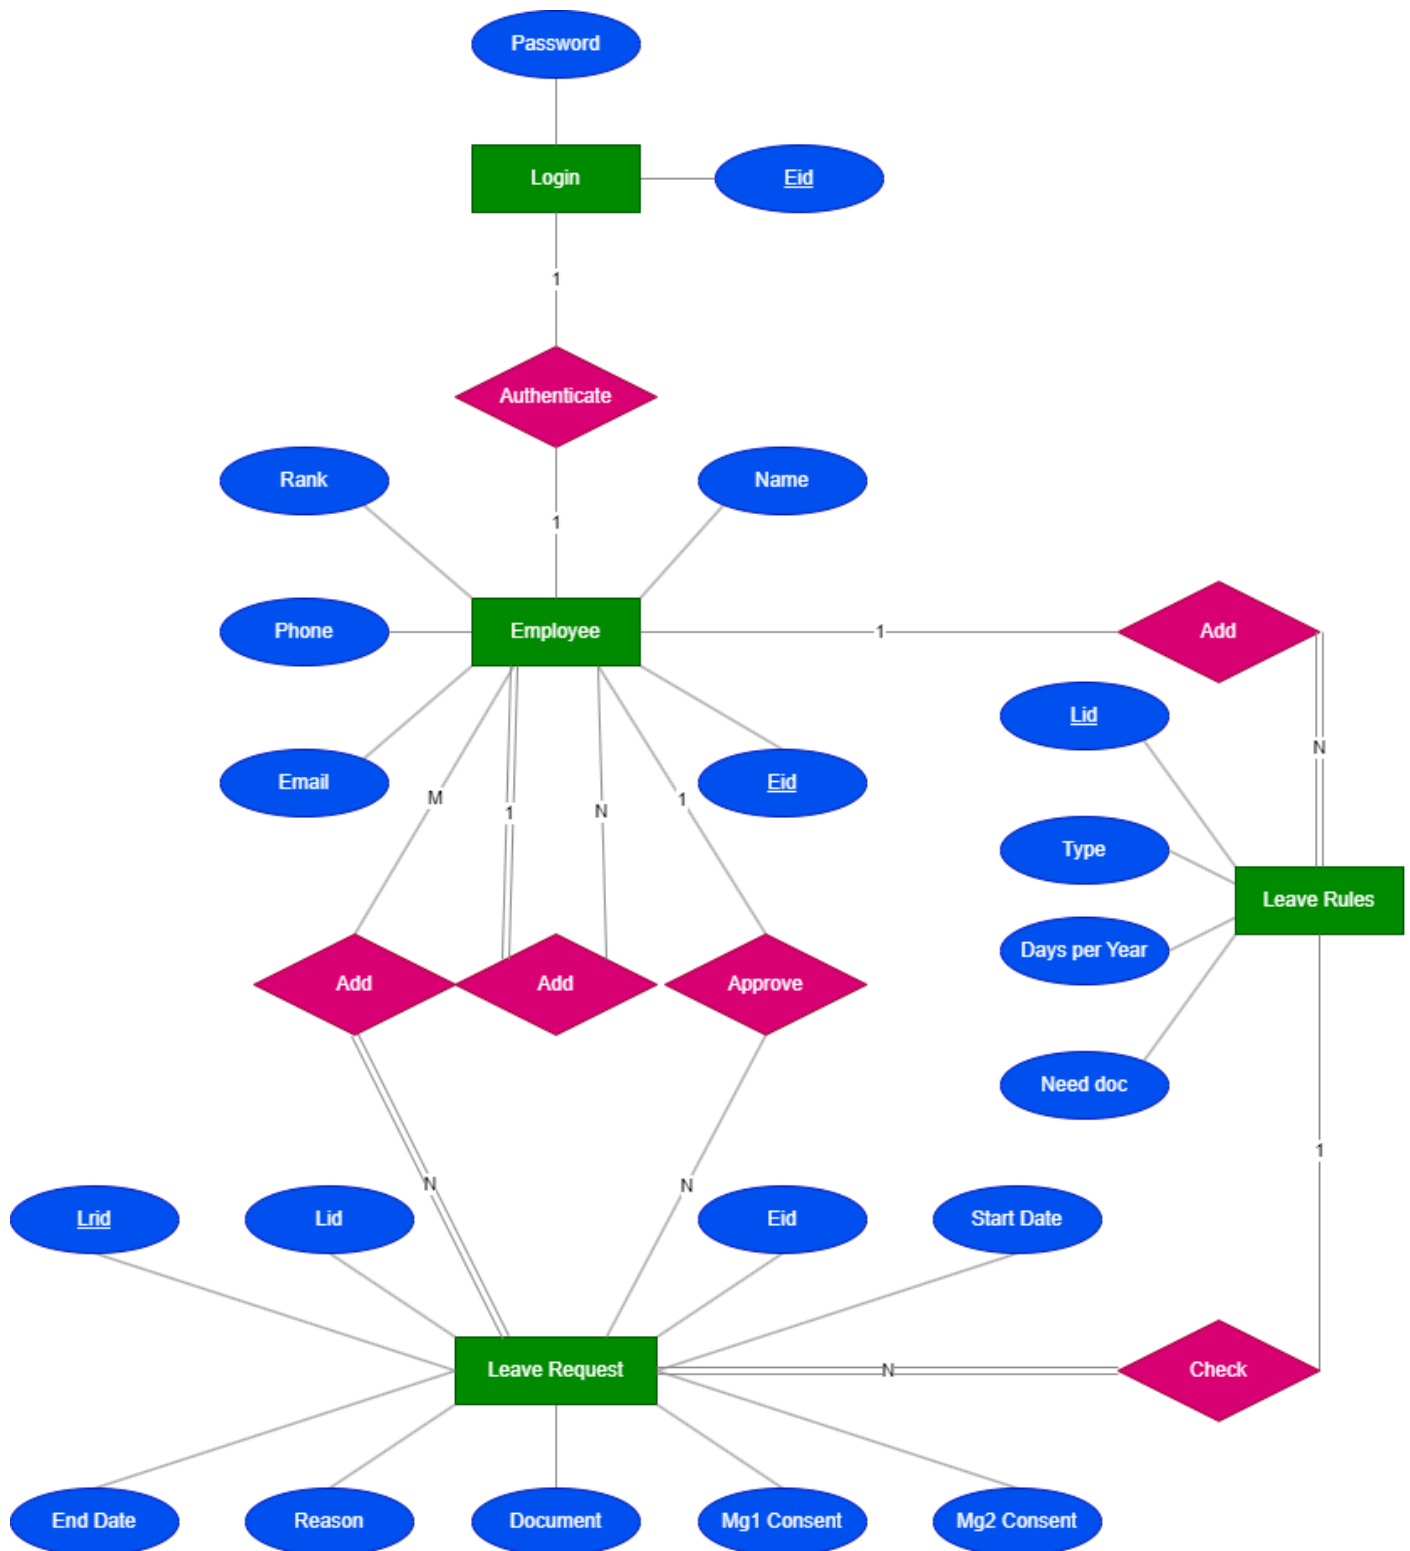 Password
Login
Eid
1
Authenticate
Rank
Name
1
Phone
Employee
1
Add
Lid
N
Email
Eid
M
1
N
1
Type
Leave Rules
Days per Year
Add
Add
Approve
Need doc
1
N
N
Lrid
Lid
Eid
Start Date
Leave Request
N
Check
End Date
Reason
Document
Mg1 Consent
Mg2 Consent